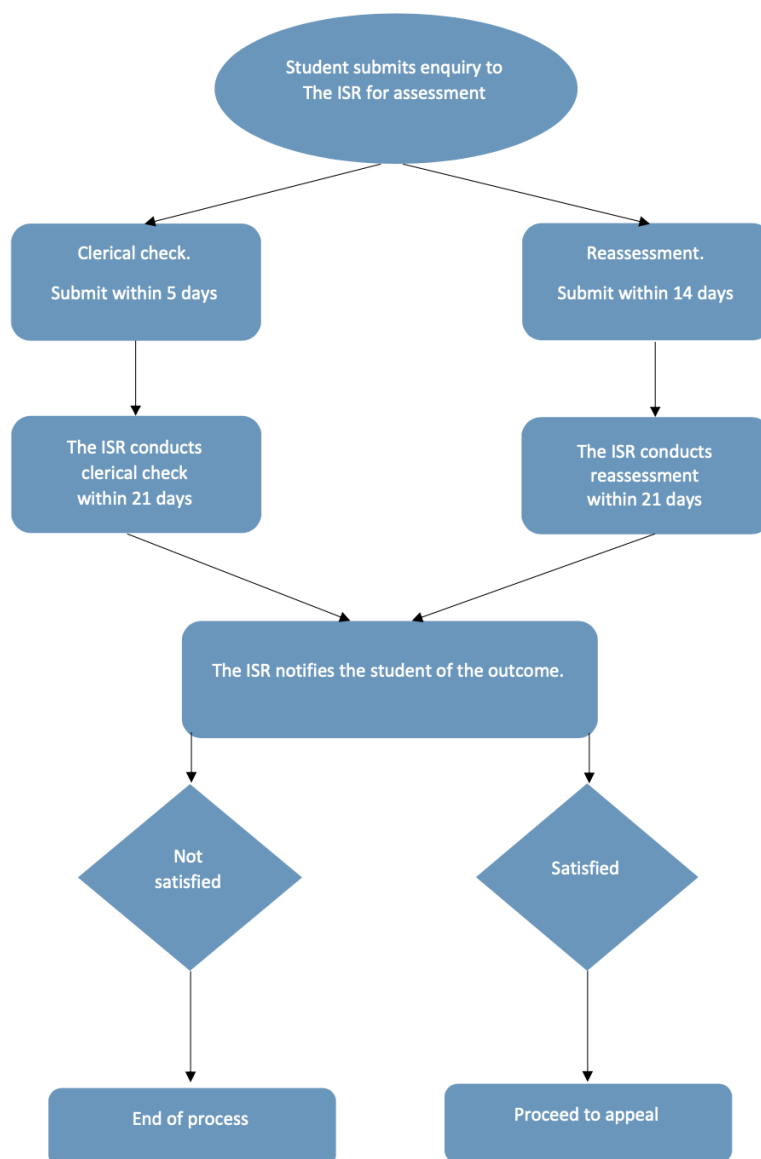 Student submits enquiry to
The ISR for assessment
Clerical check.
Submit within 5 days
Reassessment.
Submit within 14 days
The ISR conducts
clerical check
within 21 days
The ISR conducts
reassessment
within 21 days
The ISR notifies the student of the outcome.
Not
satisfied
Satisfied
End of process
Proceed to appeal